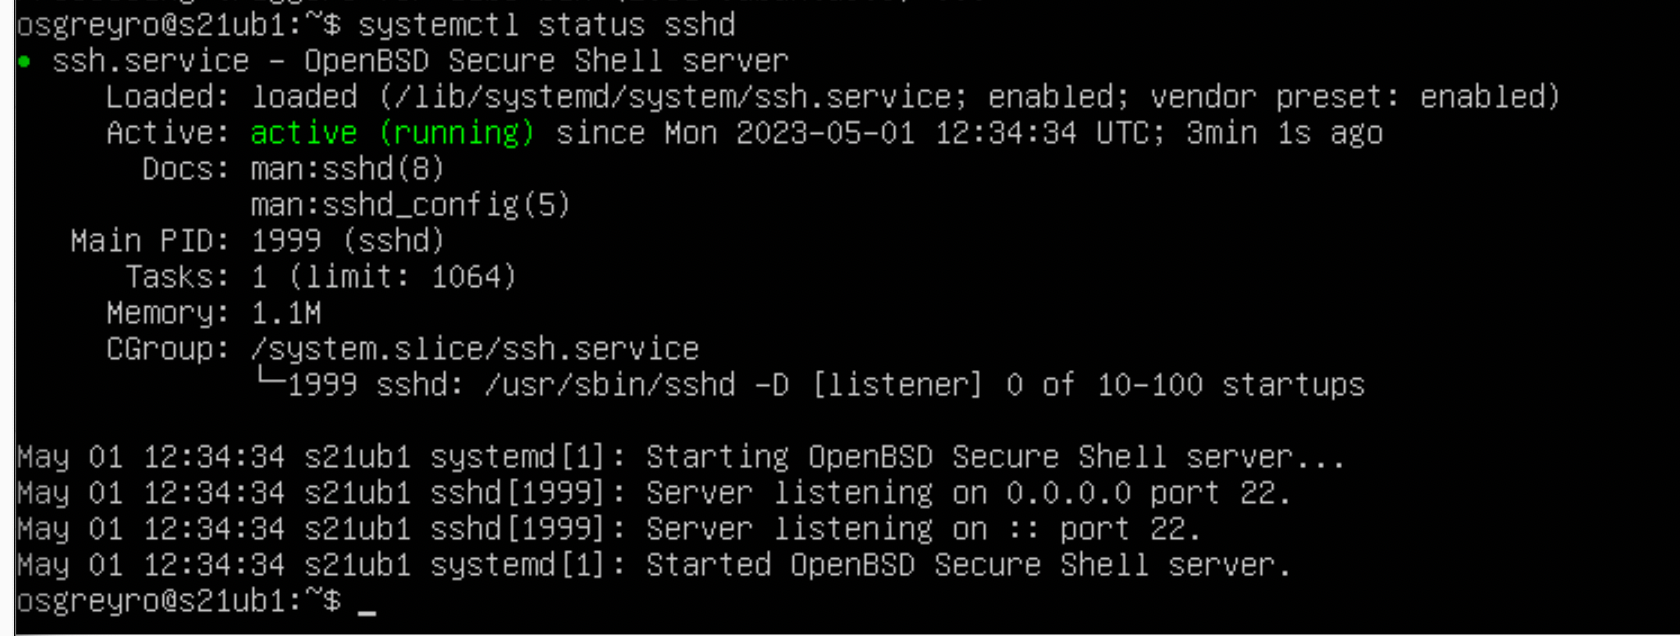 osgreyro@s21ub1:~$ systemctl status sshd
● ssh.service - OpenBSD Secure Shell server
     Loaded: loaded (/lib/systemd/system/ssh.service; enabled; vendor preset: enabled)
     Active: active (running) since Mon 2023-05-01 12:34:34 UTC; 3min 1s ago
       Docs: man:sshd(8)
             man:sshd_config(5)
   Main PID: 1999 (sshd)
      Tasks: 1 (limit: 1064)
     Memory: 1.1M
     CGroup: /system.slice/ssh.service
             └─1999 sshd: /usr/sbin/sshd -D [listener] 0 of 10-100 startups
May 01 12:34:34 s21ub1 systemd[1]: Starting OpenBSD Secure Shell server...
May 01 12:34:34 s21ub1 sshd[1999]: Server listening on 0.0.0.0 port 22.
May 01 12:34:34 s21ub1 sshd[1999]: Server listening on :: port 22.
May 01 12:34:34 s21ub1 systemd[1]: Started OpenBSD Secure Shell server.
osgreyro@s21ub1:~$ _